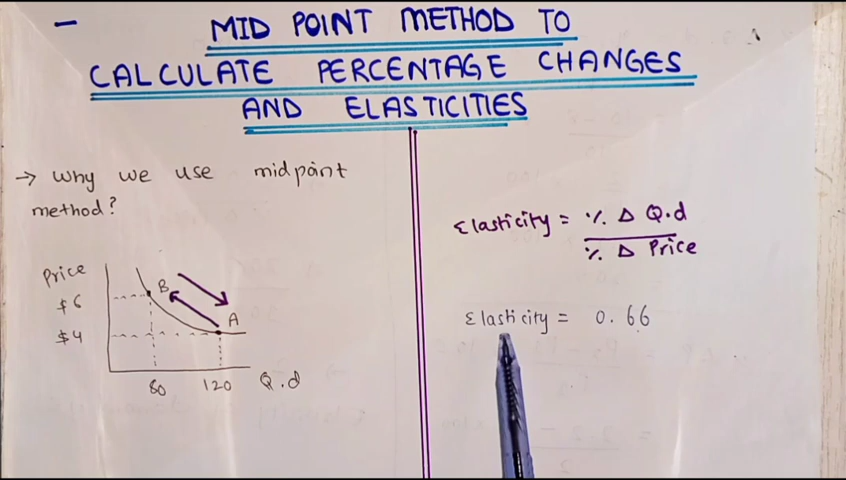 MID POINT METHOD TO
CALCULATE PERCENTAGE CHANGES
AND ELASTICITIES
→ Why we use midpoint
method?
Price
$6
$4
B
A
80 120 Q.d
Elasticity = % Δ Q.d
% Δ Price
Elasticity = 0.66